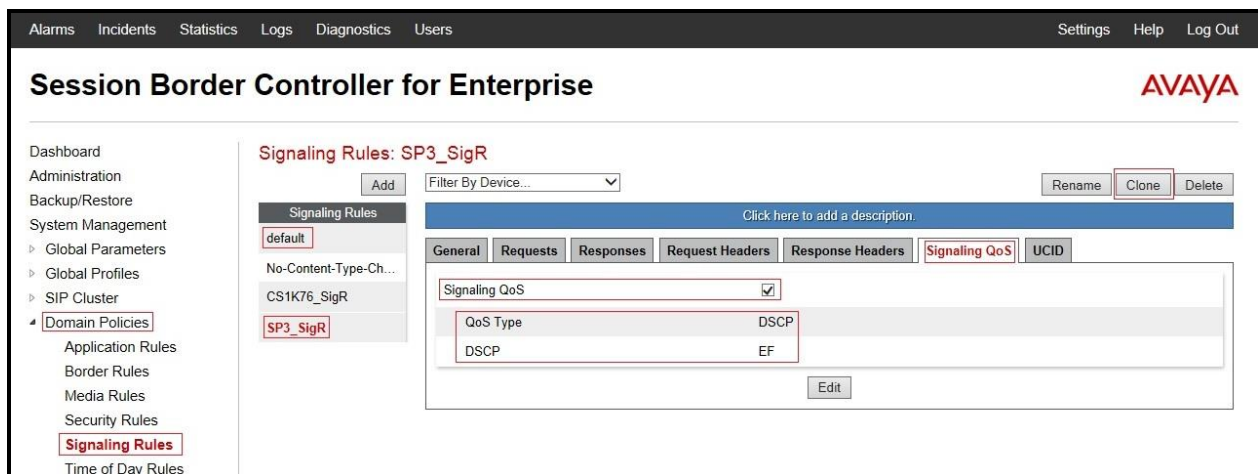 Alarms Incidents Statistics Logs Diagnostics Users Settings Help Log Out
Session Border Controller for Enterprise
AVAYA
Dashboard
Administration
Backup/Restore
System Management
Global Parameters
Global Profiles
SIP Cluster
Domain Policies
Application Rules
Border Rules
Media Rules
Security Rules
Signaling Rules
Time of Day Rules
Signaling Rules: SP3_SigR
Add
Filter By Device...
Rename Clone Delete
Signaling Rules
default
No-Content-Type-Ch...
CS1K76_SigR
SP3_SigR
Click here to add a description.
General Requests Responses Request Headers Response Headers Signaling QoS UCID
Signaling QoS
QoS Type DSCP
DSCP EF
Edit